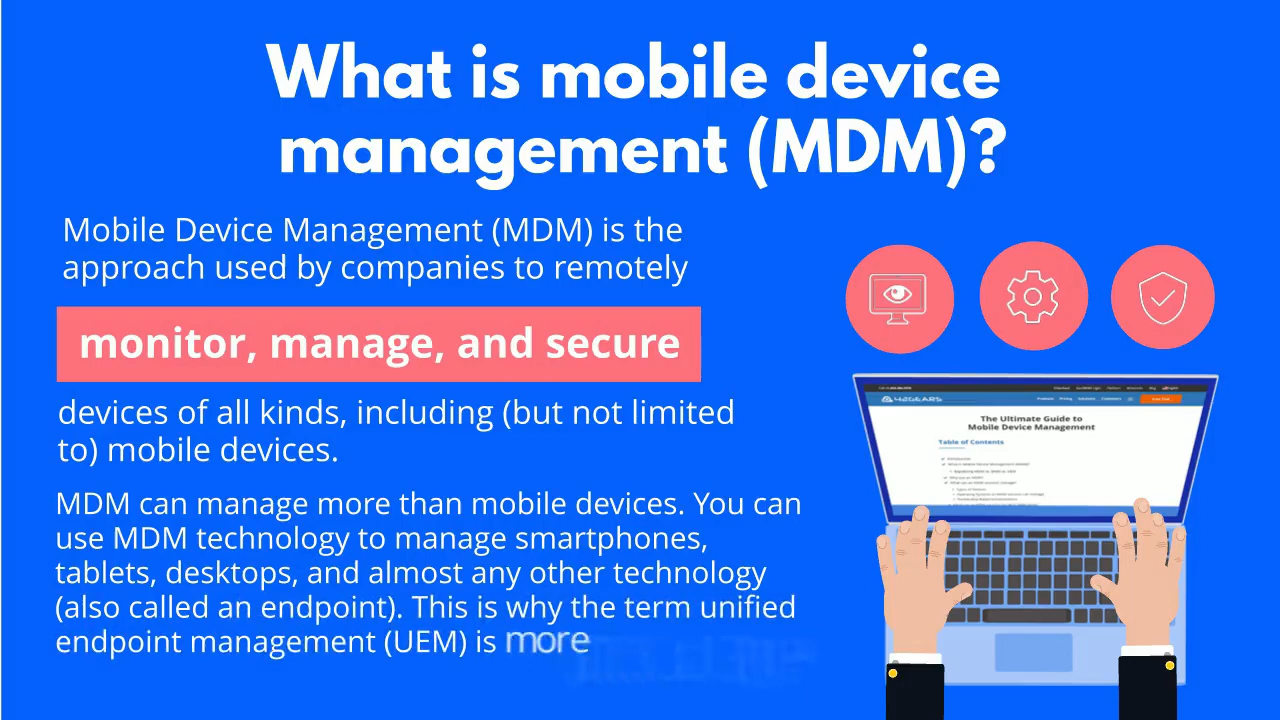 What is mobile device
management (MDM)?
Mobile Device Management (MDM) is the
approach used by companies to remotely
monitor, manage, and secure
devices of all kinds, including (but not limited
to) mobile devices.
MDM can manage more than mobile devices. You can
use MDM technology to manage smartphones,
tablets, desktops, and almost any other technology
(also called an endpoint). This is why the term unified
endpoint management (UEM) is more
42GEARS
The Ultimate Guide to
Mobile Device Management
Table of Contents